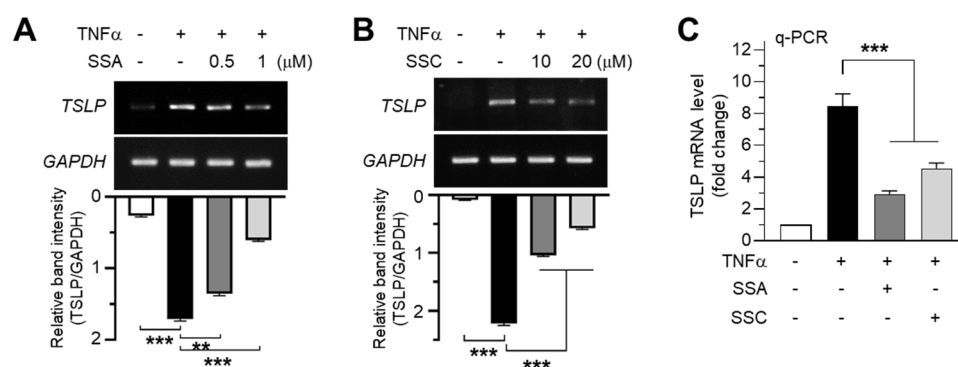 A
TNFα - + + +
SSA - - 0.5 1 (μM)
TSLP
GAPDH
Relative band intensity
(TSLP/GAPDH)
0
1
2
*** **
***
B
TNFα - + + +
SSC - - 10 20 (μM)
TSLP
GAPDH
Relative band intensity
(TSLP/GAPDH)
0
1
2
***
***
C
q-PCR
***
TSLP mRNA level
(fold change)
12
10
8
6
4
2
0
TNFα - + + +
SSA - - + -
SSC - - - +